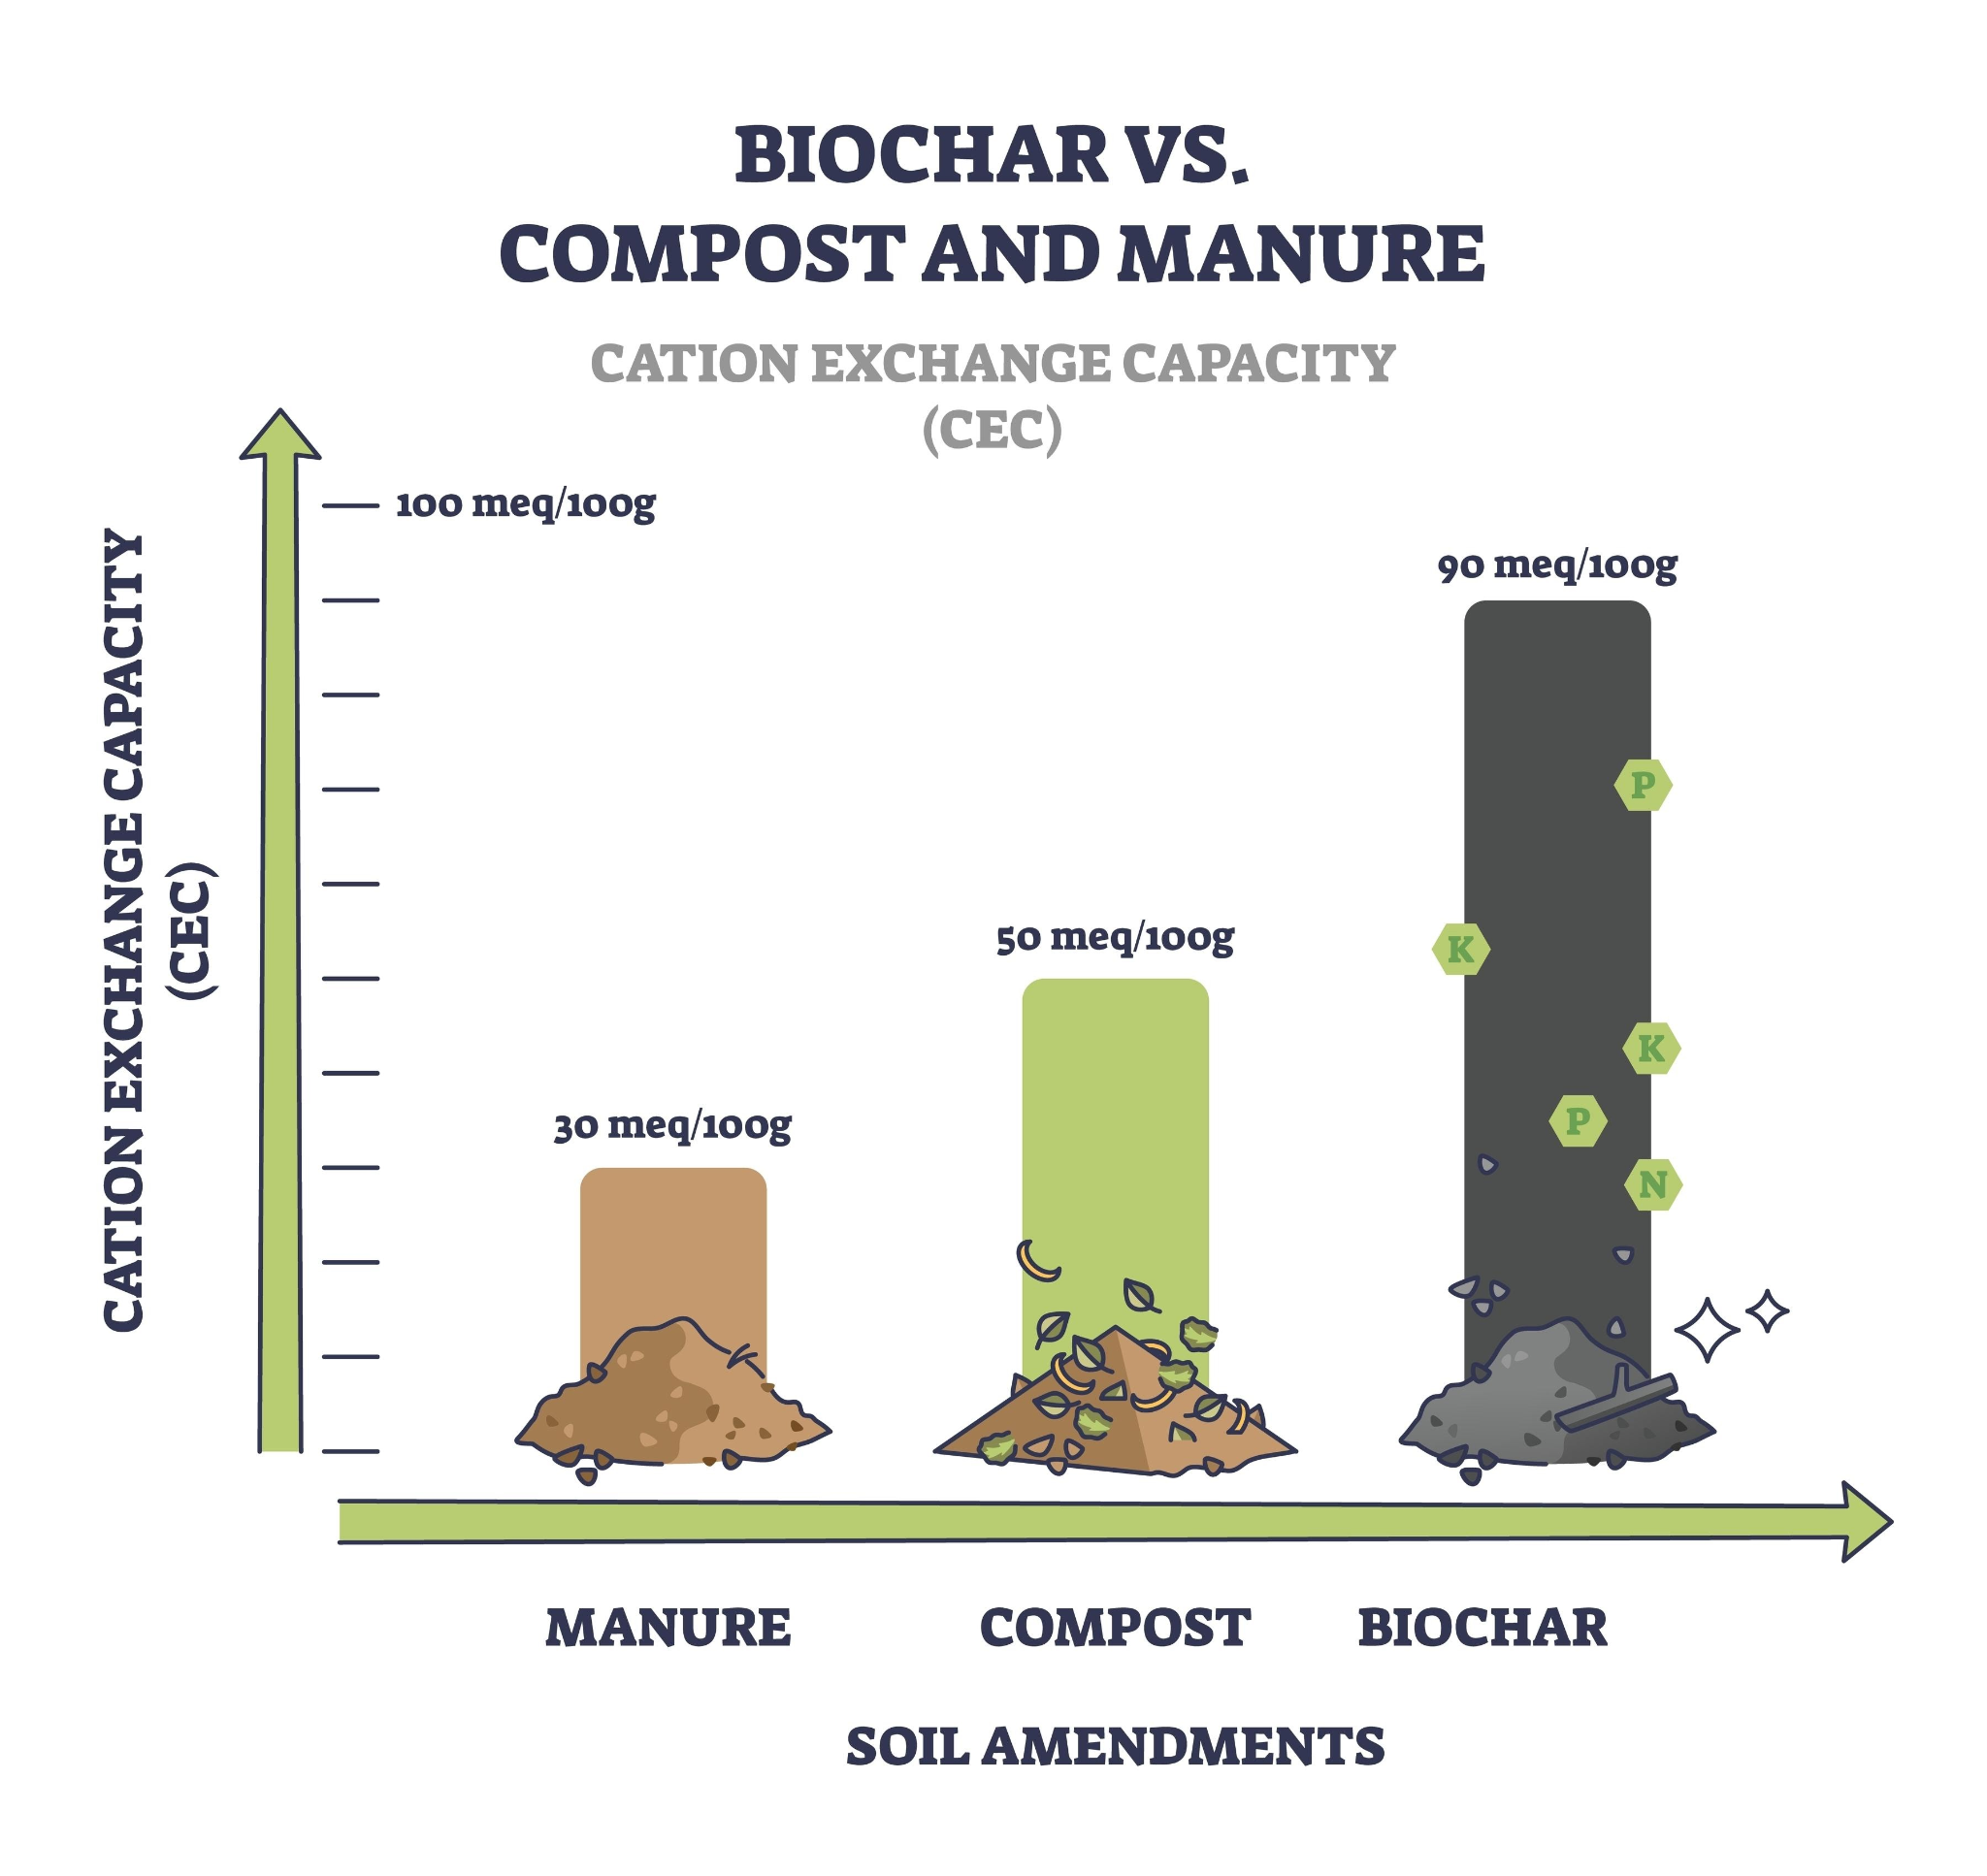 BIOCHAR VS.
COMPOST AND MANURE
CATION EXCHANGE CAPACITY
(CEC)
CATION EXCHANGE CAPACITY
(CEC)
100 meq/100g
90 meq/100g
50 meq/100g
30 meq/100g
P
K
K
P
N
MANURE
COMPOST
BIOCHAR
SOIL AMENDMENTS